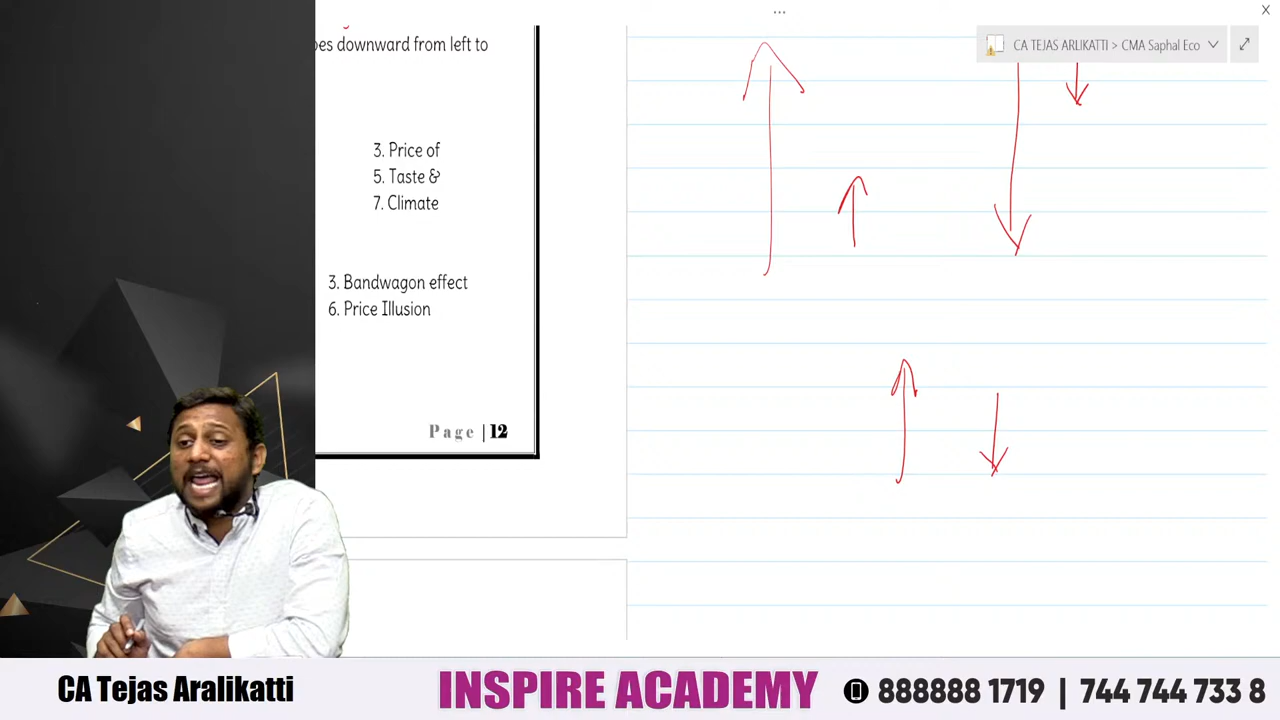 ...
X
CA TEJAS ARLIKATTI > CMA Saphal Eco
pes downward from left to
3. Price of
5. Taste &
7. Climate
3. Bandwagon effect
6. Price Illusion
Page |12
CA Tejas Aralikatti
INSPIRE ACADEMY
888888 1719 | 744 744 733 8